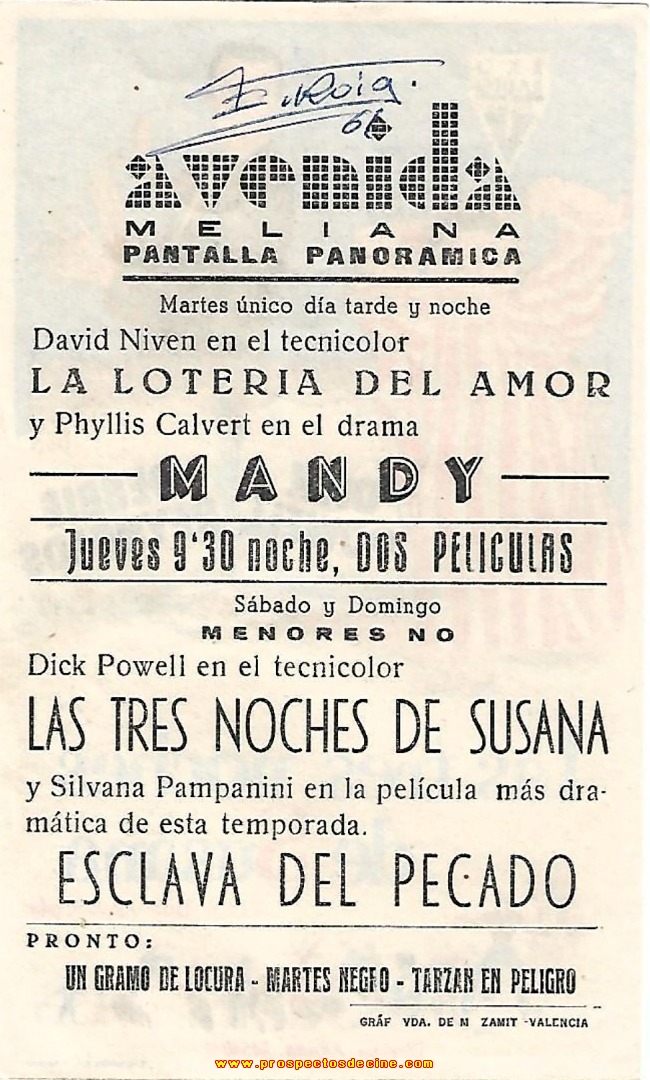 E. Roig.
avenida
MELIANA
PANTALLA PANORAMICA
Martes único día tarde y noche
David Niven en el tecnicolor
LA LOTERIA DEL AMOR
y Phyllis Calvert en el drama
MANDY
Jueves 9'30 noche, DOS PELICULAS
Sábado y Domingo
MENORES NO
Dick Powell en el tecnicolor
LAS TRES NOCHES DE SUSANA
y Silvana Pampanini en la película más dra-
mática de esta temporada.
ESCLAVA DEL PECADO
PRONTO:
UN GRAMO DE LOCURA - MARTES NEGFO - TARZAN EN PELIGRO
GRÁF VDA. DE M ZAMIT -VALENCIA
www.prospectosdecine.com